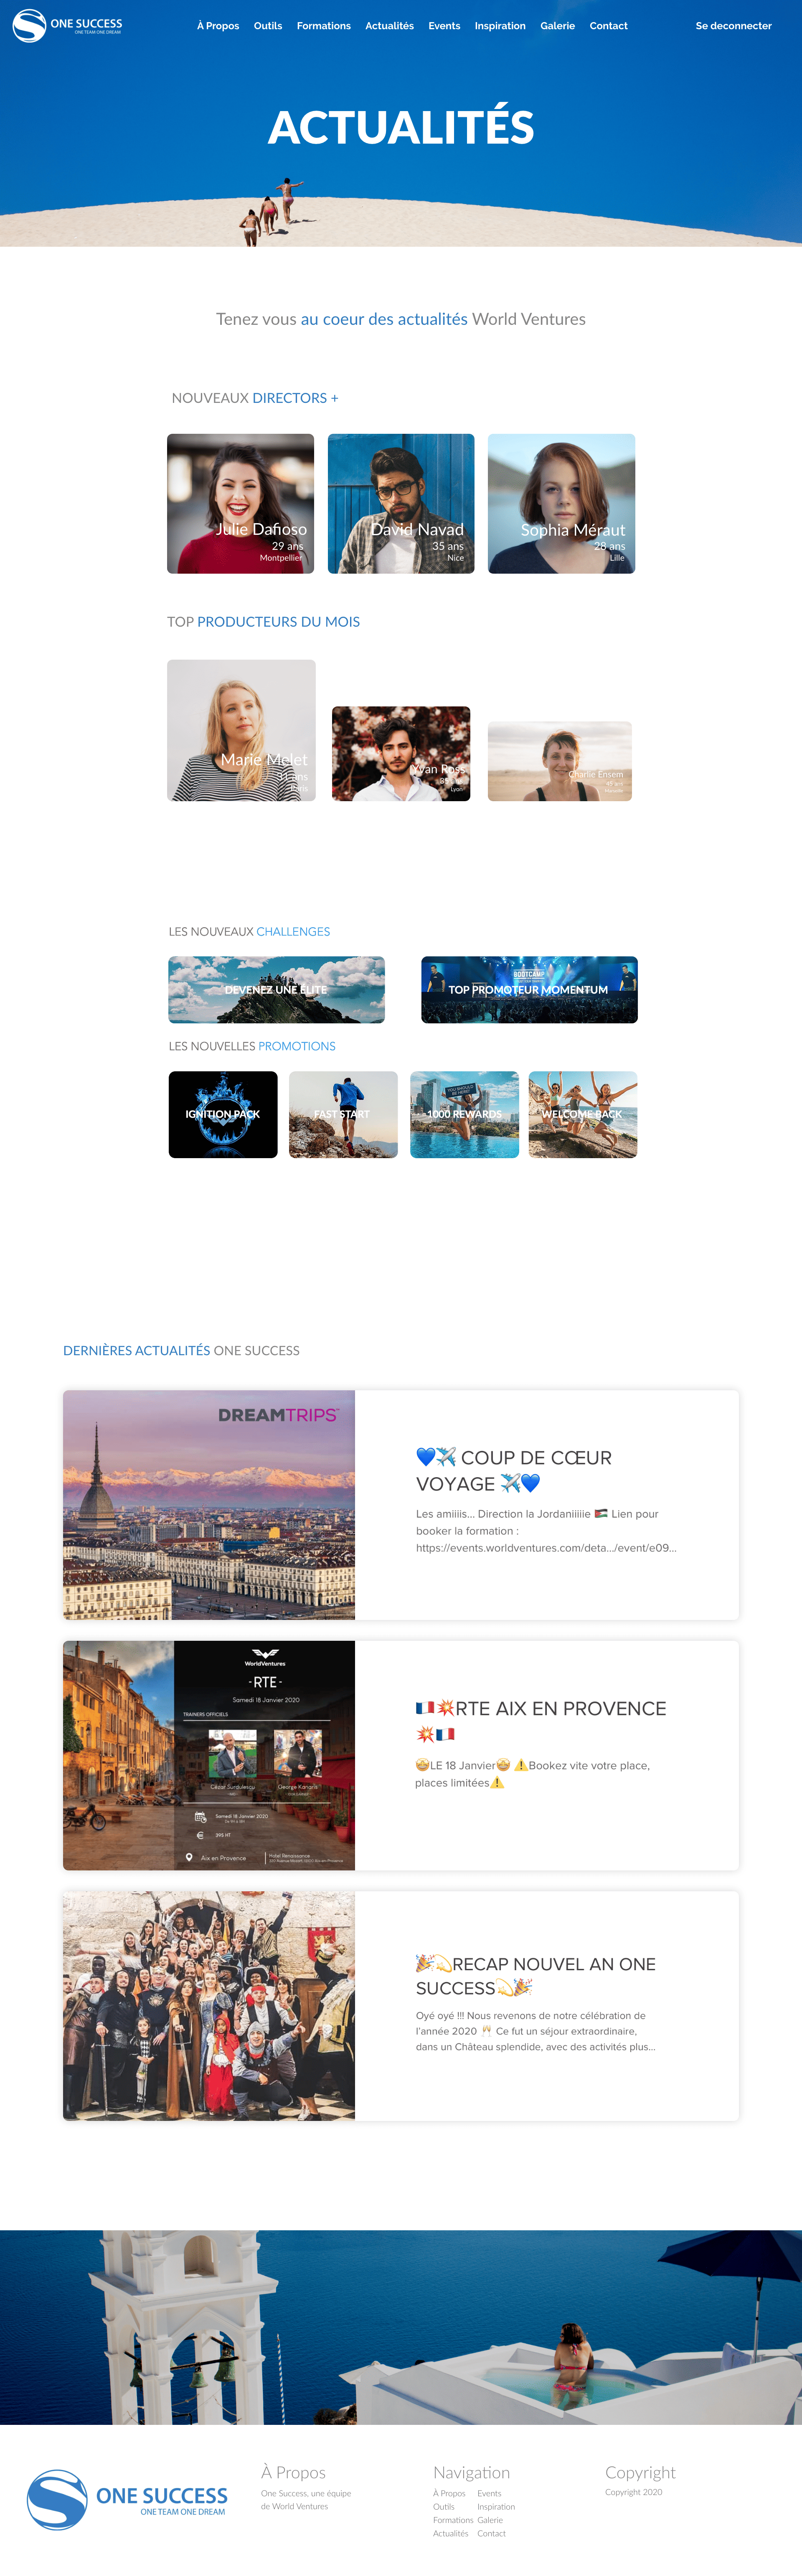 ONE SUCCESS
ONE TEAM ONE DREAM
À Propos Outils Formations Actualités Events Inspiration Galerie Contact Se deconnecter
ACTUALITÉS
Tenez vous au coeur des actualités World Ventures
NOUVEAUX DIRECTORS +
Julie Dafioso
29 ans
Montpellier
David Navad
35 ans
Nice
Sophia Méraut
28 ans
Lille
TOP PRODUCTEURS DU MOIS
Marie Melet
ans
Paris
Yvan Ross
Lyon
Charlie Ensem
45 ans
Marseille
LES NOUVEAUX CHALLENGES
DEVENEZ UNE ÉLITE
BOOTCAMP
TOP PROMOTEUR MOMENTUM
LES NOUVELLES PROMOTIONS
IGNITION PACK
FAST START
YOU SHOULD BE HERE
1000 REWARDS
WELCOME BACK
DERNIÈRES ACTUALITÉS ONE SUCCESS
DREAMTRIPS
💙✈️ COUP DE CŒUR
VOYAGE ✈️💙
Les amiiiis... Direction la Jordaniiiiie 🇯🇴 Lien pour
booker la formation :
https://events.worldventures.com/deta.../event/e09...
WorldVentures
-RTE-
Samedi 18 Janvier 2020
TRAINERS OFFICIELS
Cézar Surdulescu
George Kanaris
Samedi 18 Janvier 2020
395 HT
Aix en Provence
Hotel Renaissance
🇫🇷💥RTE AIX EN PROVENCE
💥🇫🇷
🤩LE 18 Janvier🤩 ⚠️Bookez vite votre place,
places limitées⚠️
🎉💫RECAP NOUVEL AN ONE
SUCCESS💫🎉
Oyé oyé !!! Nous revenons de notre célébration de
l'année 2020 🥂 Ce fut un séjour extraordinaire,
dans un Château splendide, avec des activités plus...
ONE SUCCESS
ONE TEAM ONE DREAM
À Propos
One Success, une équipe
de World Ventures
Navigation
À Propos Events
Outils Inspiration
Formations Galerie
Actualités Contact
Copyright
Copyright 2020